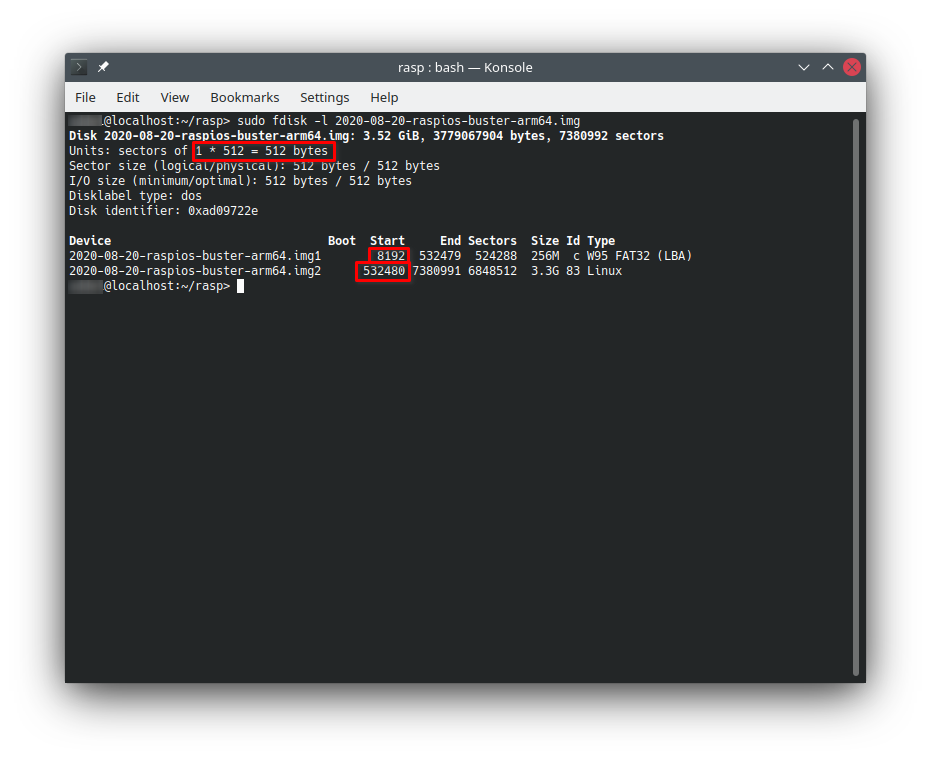 rasp : bash — Konsole
File Edit View Bookmarks Settings Help
@localhost:~/rasp> sudo fdisk -l 2020-08-20-raspios-buster-arm64.img
Disk 2020-08-20-raspios-buster-arm64.img: 3.52 GiB, 3779067904 bytes, 7380992 sectors
Units: sectors of 1 * 512 = 512 bytes
Sector size (logical/physical): 512 bytes / 512 bytes
I/O size (minimum/optimal): 512 bytes / 512 bytes
Disklabel type: dos
Disk identifier: 0xad09722e
Device Boot Start End Sectors Size Id Type
2020-08-20-raspios-buster-arm64.img1 8192 532479 524288 256M c W95 FAT32 (LBA)
2020-08-20-raspios-buster-arm64.img2 532480 7380991 6848512 3.3G 83 Linux
@localhost:~/rasp>